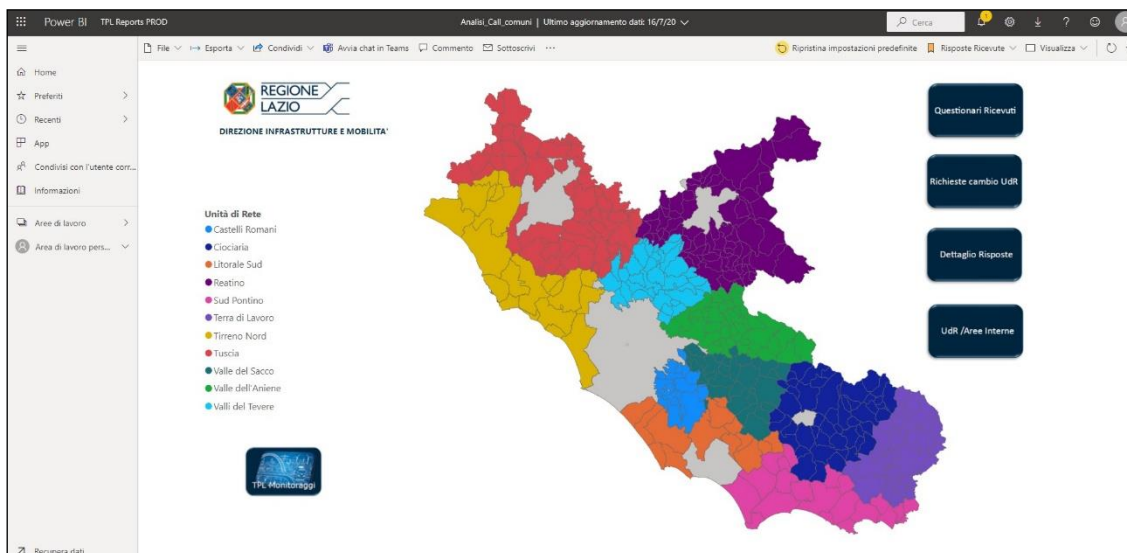 Power BI TPL Reports PROD
Analisi_Call_comuni | Ultimo aggiornamento dati: 16/7/20
Cerca
1
File
Esporta
Condividi
Avvia chat in Teams
Commento
Sottoscrivi
Ripristina impostazioni predefinite
Risposte Ricevute
Visualizza
Home
Preferiti
Recenti
App
Condivisi con l'utente corr...
Informazioni
Aree di lavoro
Area di lavoro pers...
Recupera dati
REGIONE
LAZIO
DIREZIONE INFRASTRUTTURE E MOBILITA'
Unità di Rete
Castelli Romani
Ciociaria
Litorale Sud
Reatino
Sud Pontino
Terra di Lavoro
Tirreno Nord
Tuscia
Valle del Sacco
Valle dell'Aniene
Valli del Tevere
TPL Monitoraggi
Questionari Ricevuti
Richieste cambio UdR
Dettaglio Risposte
UdR /Aree Interne